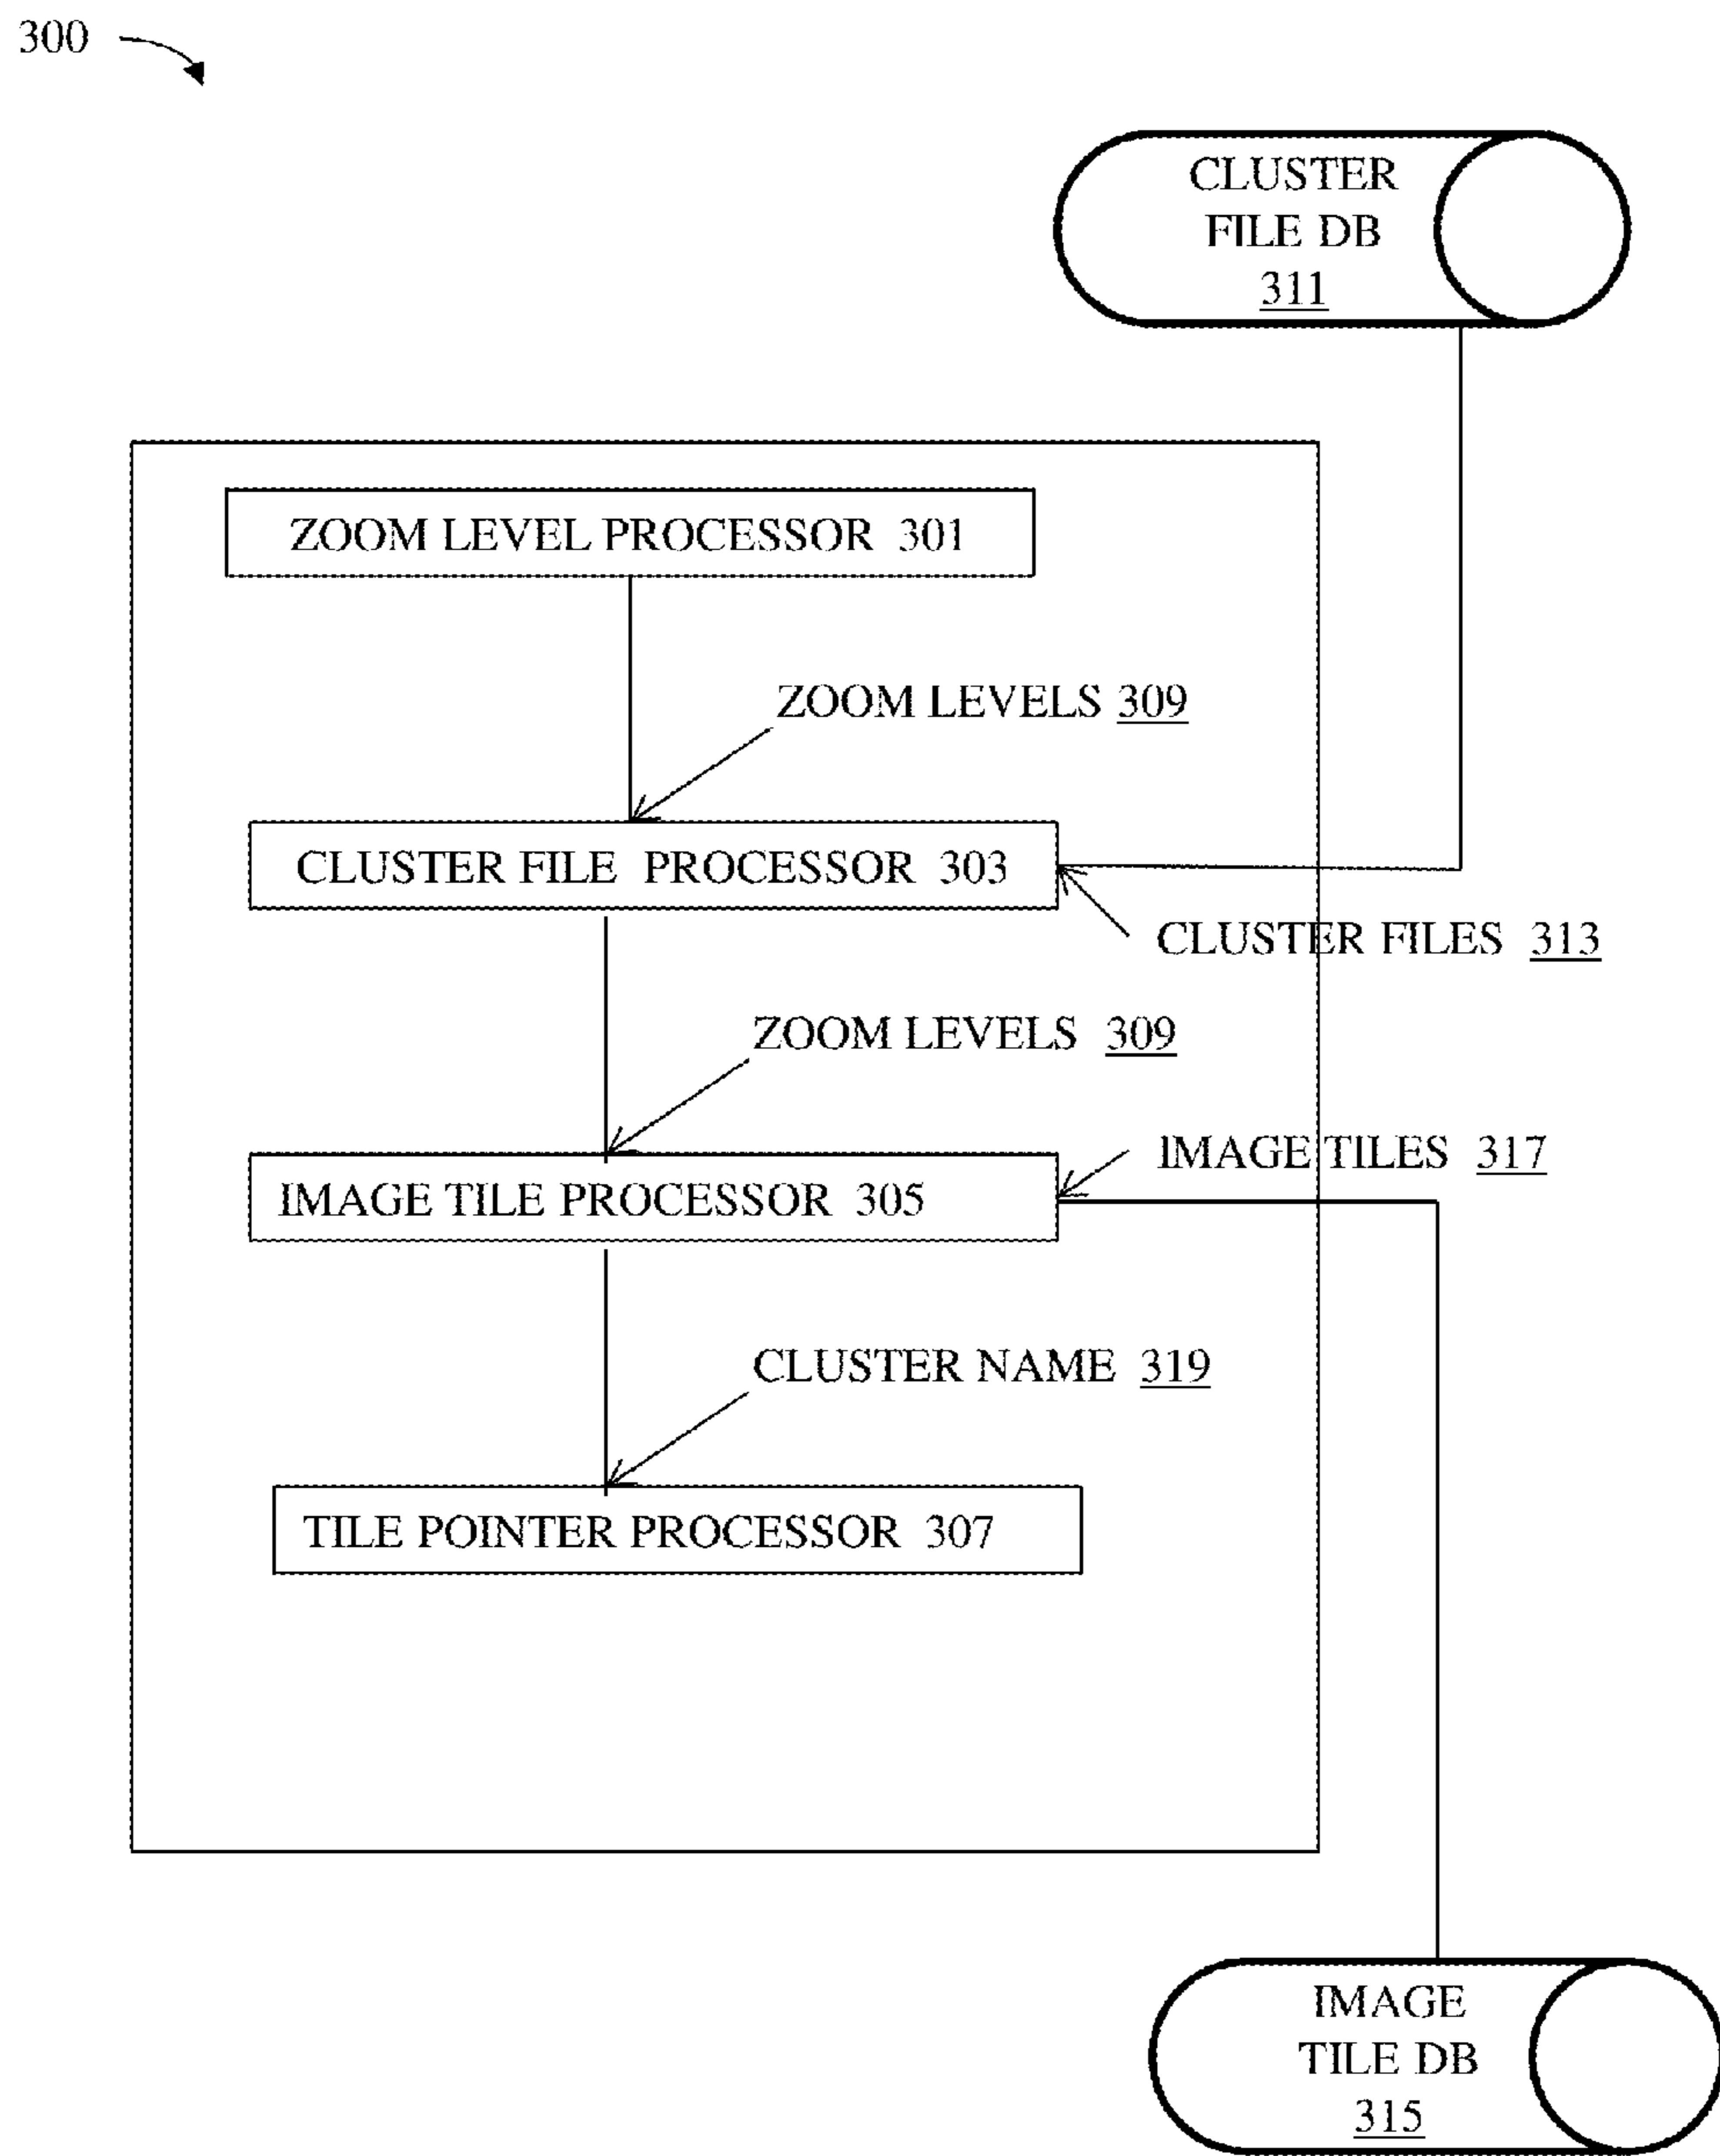 300
CLUSTER
FILE DB
311
ZOOM LEVEL PROCESSOR 301
ZOOM LEVELS 309
CLUSTER FILE PROCESSOR 303
CLUSTER FILES 313
ZOOM LEVELS 309
IMAGE TILES 317
IMAGE TILE PROCESSOR 305
CLUSTER NAME 319
TILE POINTER PROCESSOR 307
IMAGE
TILE DB
315